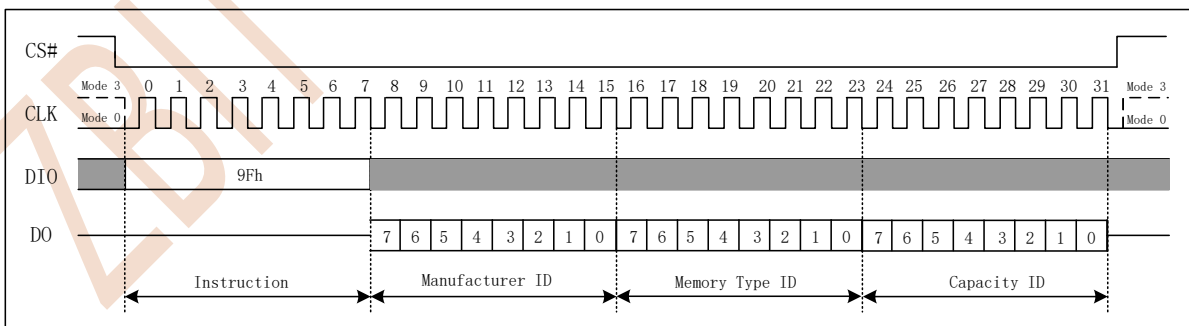 CS#
Mode 3 0 1 2 3 4 5 6 7 8 9 10 11 12 13 14 15 16 17 18 19 20 21 22 23 24 25 26 27 28 29 30 31 Mode 3
CLK
Mode 0 Mode 0
DIO 9Fh
DO 7 6 5 4 3 2 1 0 7 6 5 4 3 2 1 0 7 6 5 4 3 2 1 0
Instruction Manufacturer ID Memory Type ID Capacity ID